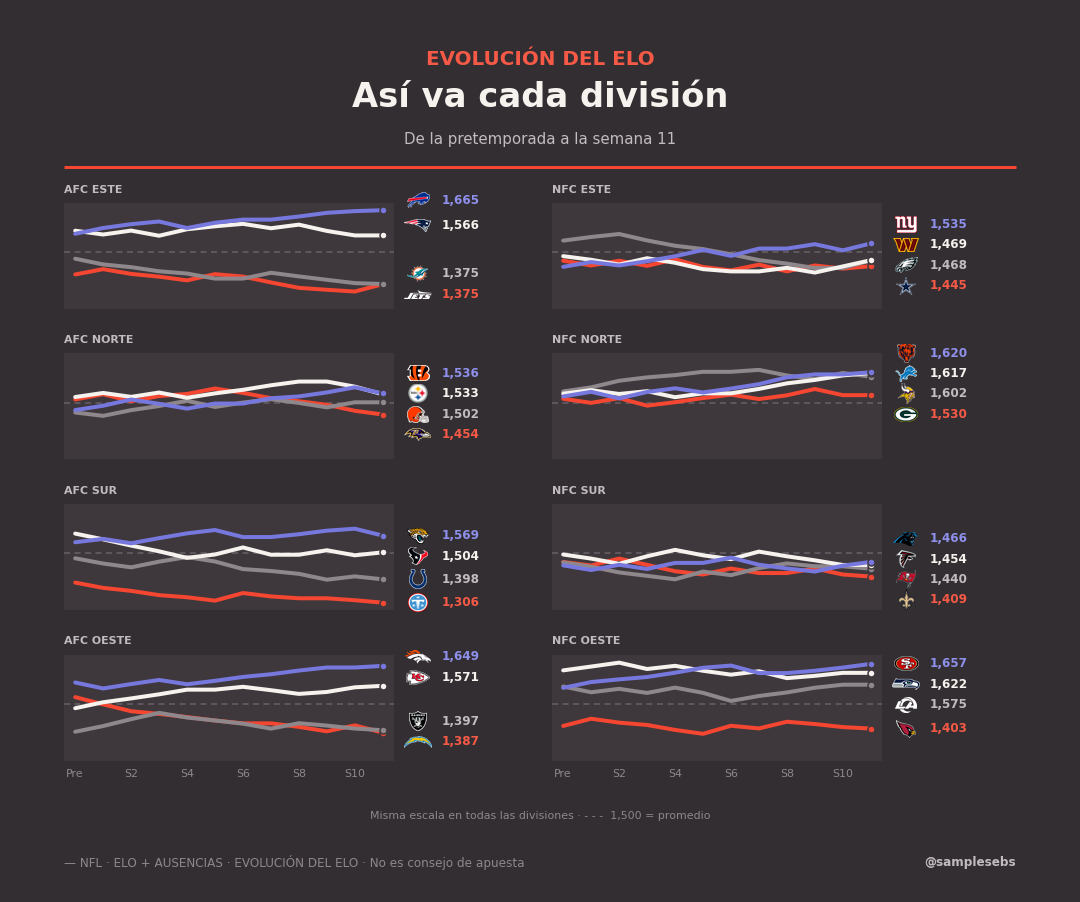 EVOLUCIÓN DEL ELO
Así va cada división
De la pretemporada a la semana 11
AFC ESTE
1,665
1,566
1,375
JETS
1,375
NFC ESTE
ny
1,535
W
1,469
1,468
1,445
AFC NORTE
1,536
1,533
1,502
1,454
NFC NORTE
1,620
1,617
1,602
G
1,530
AFC SUR
1,569
1,504
1,398
1,306
NFC SUR
1,466
1,454
1,440
1,409
AFC OESTE
1,649
KC
1,571
1,397
1,387
NFC OESTE
SF
1,657
1,622
LA
1,575
1,403
Pre S2 S4 S6 S8 S10
Pre S2 S4 S6 S8 S10
Misma escala en todas las divisiones · - - - 1,500 = promedio
— NFL · ELO + AUSENCIAS · EVOLUCIÓN DEL ELO · No es consejo de apuesta
@samplesebs